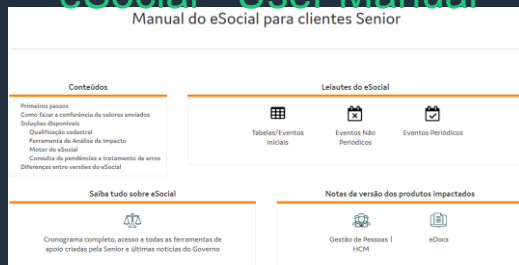 eSocial - User Manual
Manual do eSocial para clientes Senior
Conteúdos
Primeiros passos
Como fazer a conferência de valores enviados
Soluções disponíveis
Qualificação cadastral
Ferramenta de Análise de Impacto
Motor do eSocial
Consulta de pendências e tratamento de erros
Diferenças entre versões do eSocial
Leiautes do eSocial
Tabelas/Eventos
Iniciais
Eventos Não
Periódicos
Eventos Periódicos
Saiba tudo sobre eSocial
Cronograma completo, acesso a todas as ferramentas de
apoio criadas pela Senior e últimas notícias do Governo
Notas da versão dos produtos impactados
Gestão de Pessoas |
HCM
eDocs